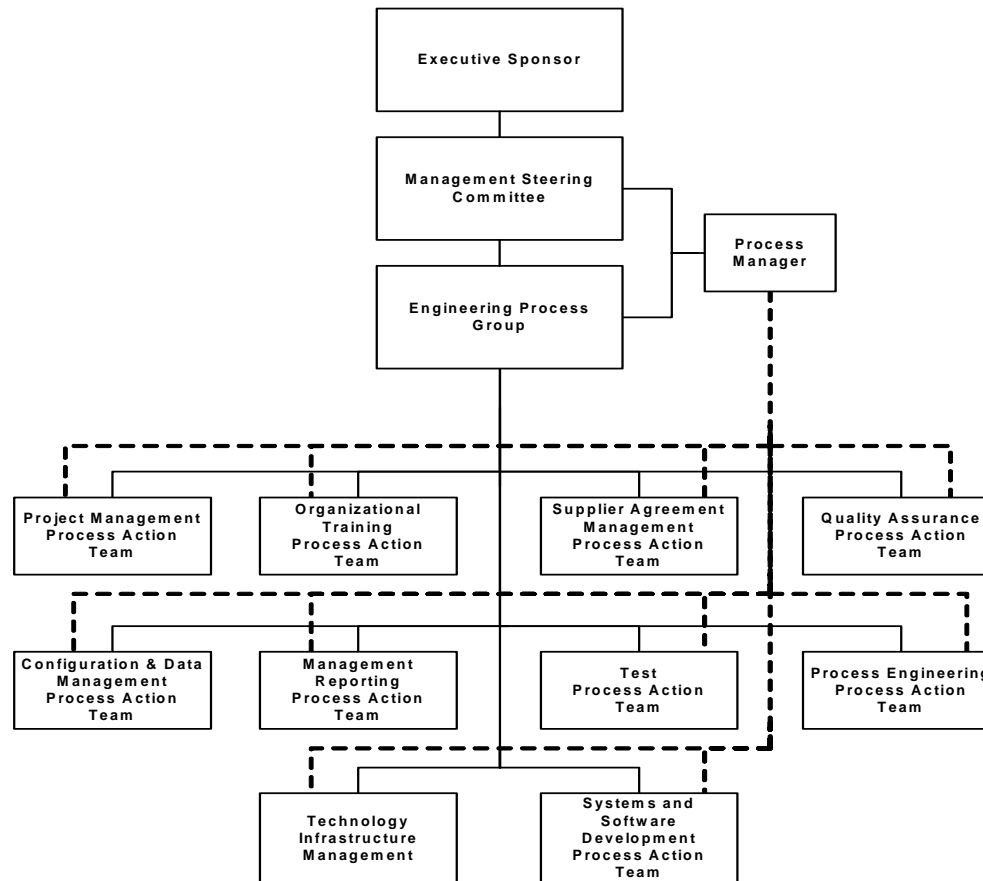 Executive Sponsor
Management Steering
Committee
Process
Manager
Engineering Process
Group
Project Management
Process Action
Team
Organizational
Training
Process Action
Team
Supplier Agreement
Management
Process Action
Team
Quality Assurance
Process Action
Team
Configuration & Data
Management
Process Action
Team
Management
Reporting
Process Action
Team
Test
Process Action
Team
Process Engineering
Process Action
Team
Technology
Infrastructure
Management
Systems and
Software
Development
Process Action
Team